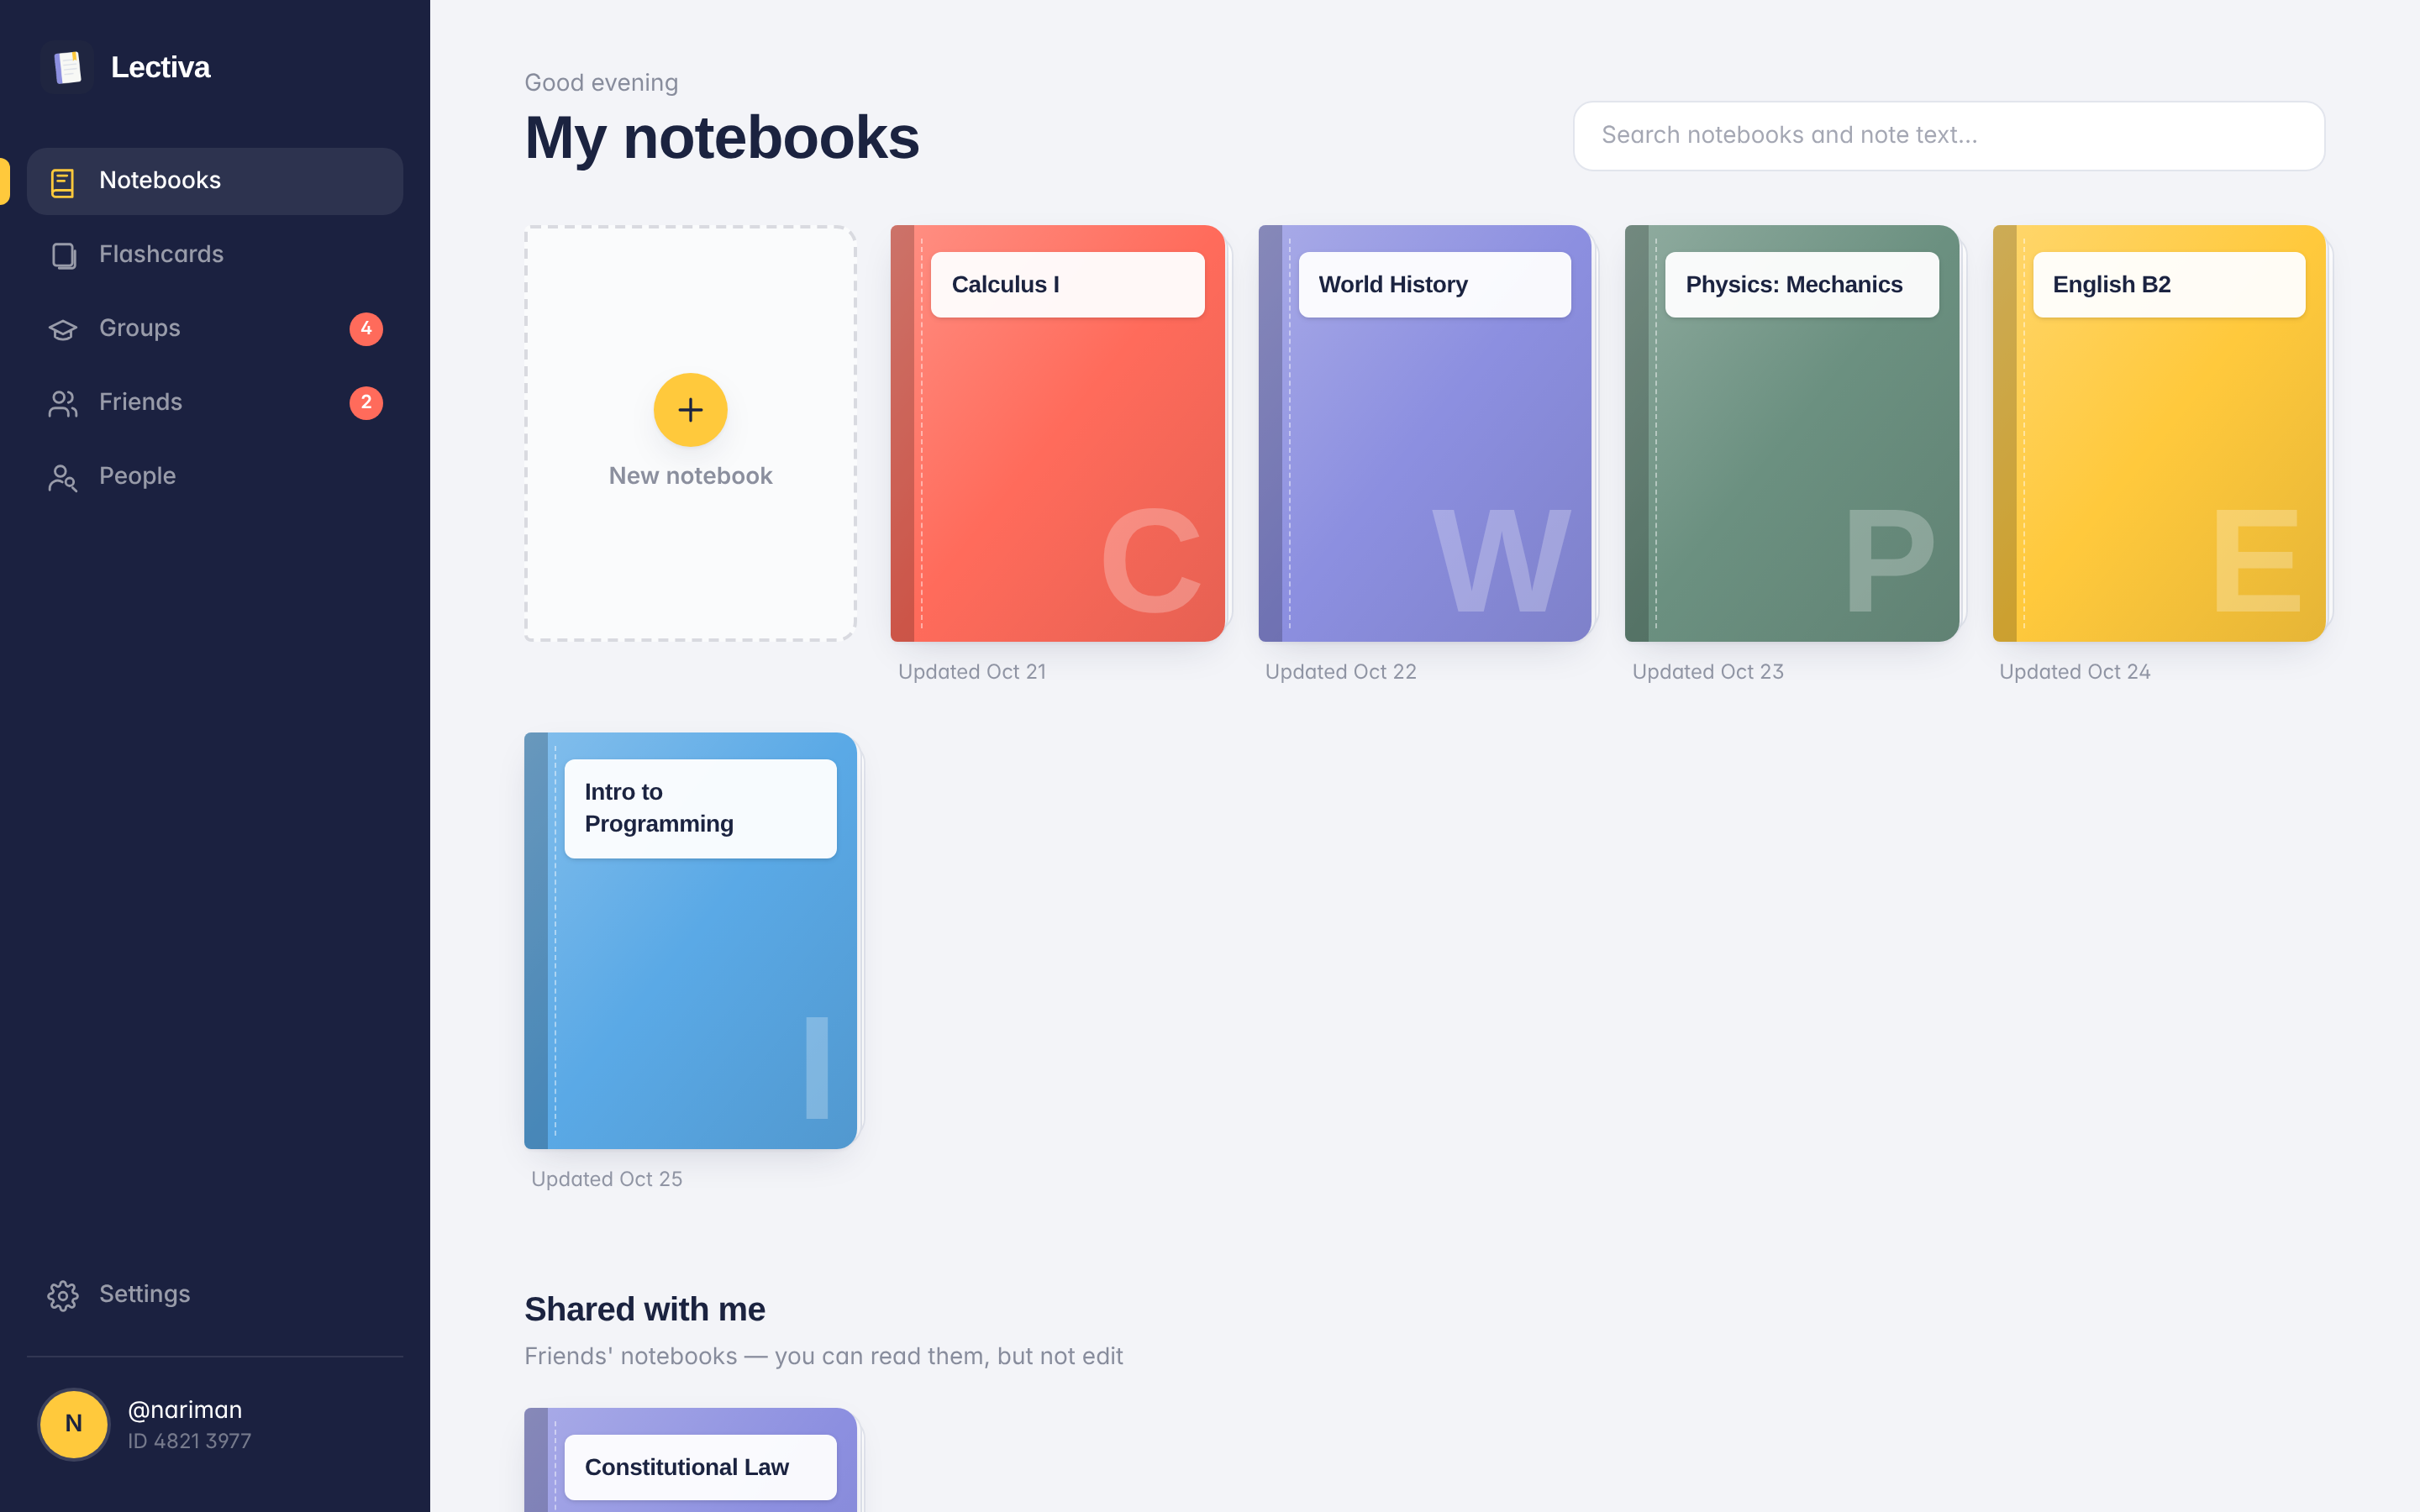 Lectiva
Notebooks
Flashcards
Groups
4
Friends
2
People
Settings
N
@nariman
ID 4821 3977
Good evening
My notebooks
Search notebooks and note text...
New notebook
Calculus I
C
Updated Oct 21
World History
W
Updated Oct 22
Physics: Mechanics
P
Updated Oct 23
English B2
E
Updated Oct 24
Intro to
Programming
I
Updated Oct 25
Shared with me
Friends' notebooks — you can read them, but not edit
Constitutional Law